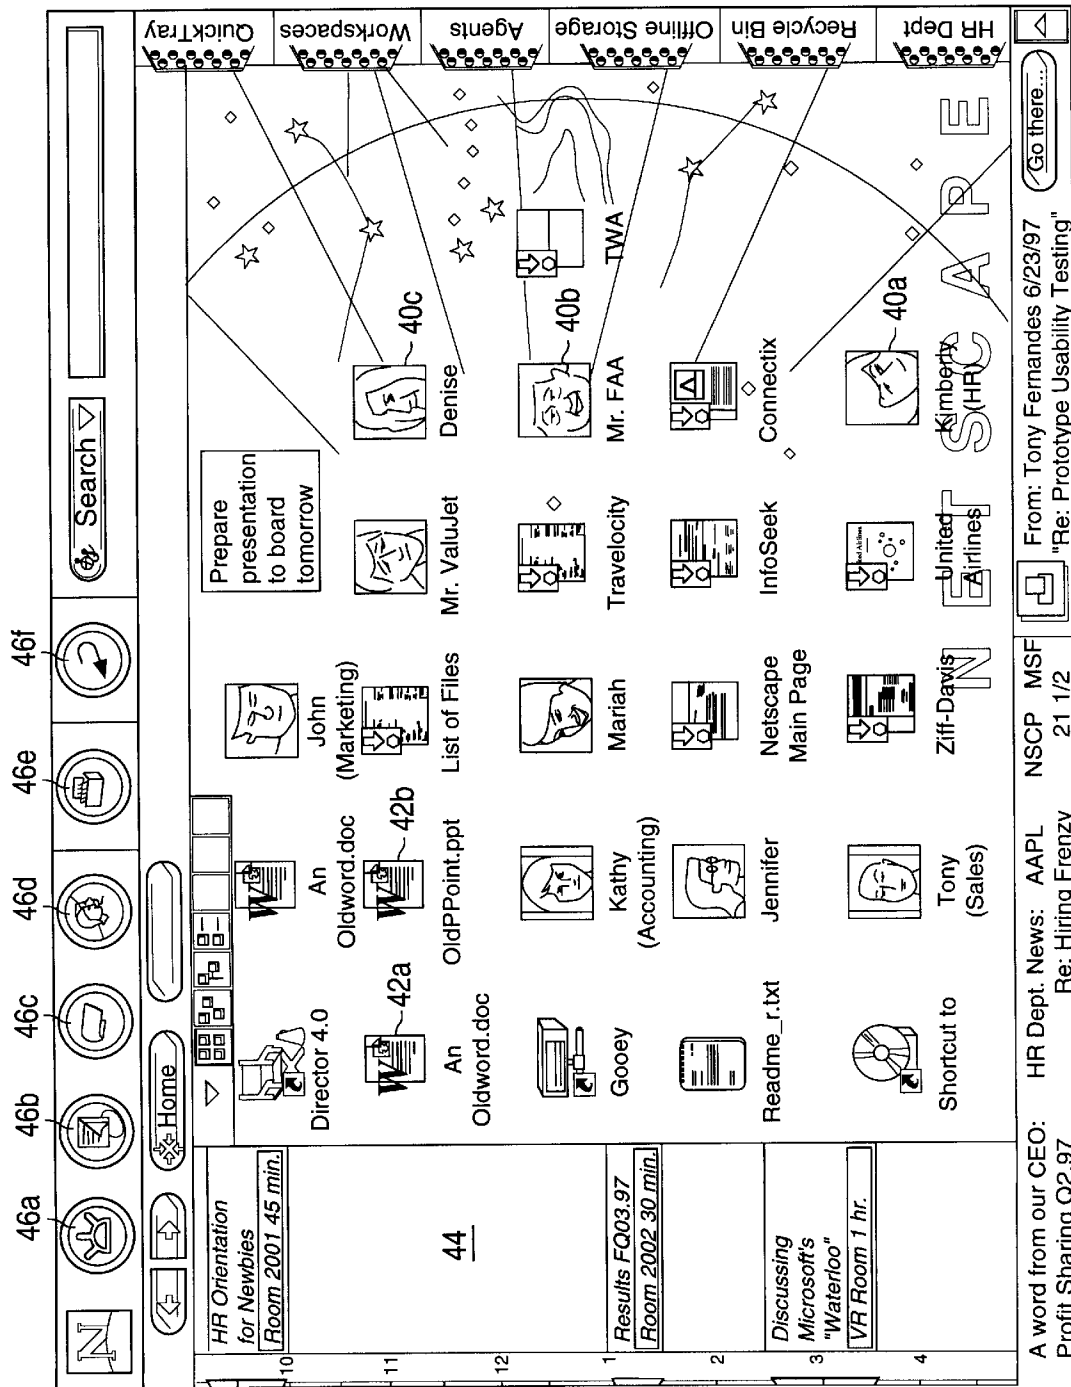 46a
46b
46c
46d
46e
46f
N
Search
Home
HR Orientation
for Newbies
Room 2001 45 min.
10
11
44
12
1
Results FQ03.97
Room 2002 30 min.
2
Discussing
Microsoft's
"Waterloo"
VR Room 1 hr.
3
4
Director 4.0
An
Oldword.doc
John
(Marketing)
Prepare
presentation
to board
tomorrow
W
42a
An
Oldword.doc
W
42b
OldPPoint.ppt
List of Files
Mr. ValuJet
40c
Denise
Gooey
Kathy
(Accounting)
Mariah
Travelocity
40b
Mr. FAA
TWA
Readme_r.txt
Jennifer
Netscape
Main Page
InfoSeek
Connectix
Shortcut to
Tony
(Sales)
Ziff-Davis
United
Airlines
40a
Kimberly
(HR)
NETSCAPE
QuickTray
Workspaces
Agents
Offline Storage
Recycle Bin
HR Dept
A word from our CEO:
Profit Sharing Q2.97
HR Dept. News:
Re: Hiring Frenzy
AAPL NSCP MSF
21 1/2
From: Tony Fernandes 6/23/97
"Re: Prototype Usability Testing"
Go there...